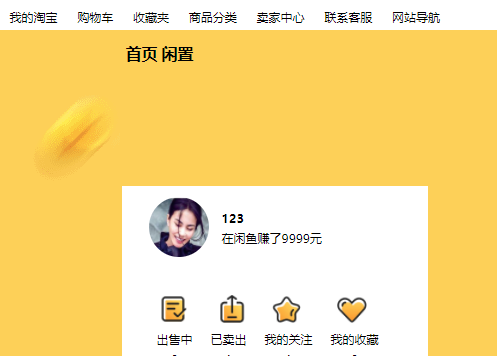 我的淘宝 购物车 收藏夹 商品分类 卖家中心 联系客服 网站导航
首页 闲置
123
在闲鱼赚了9999元
出售中 已卖出 我的关注 我的收藏